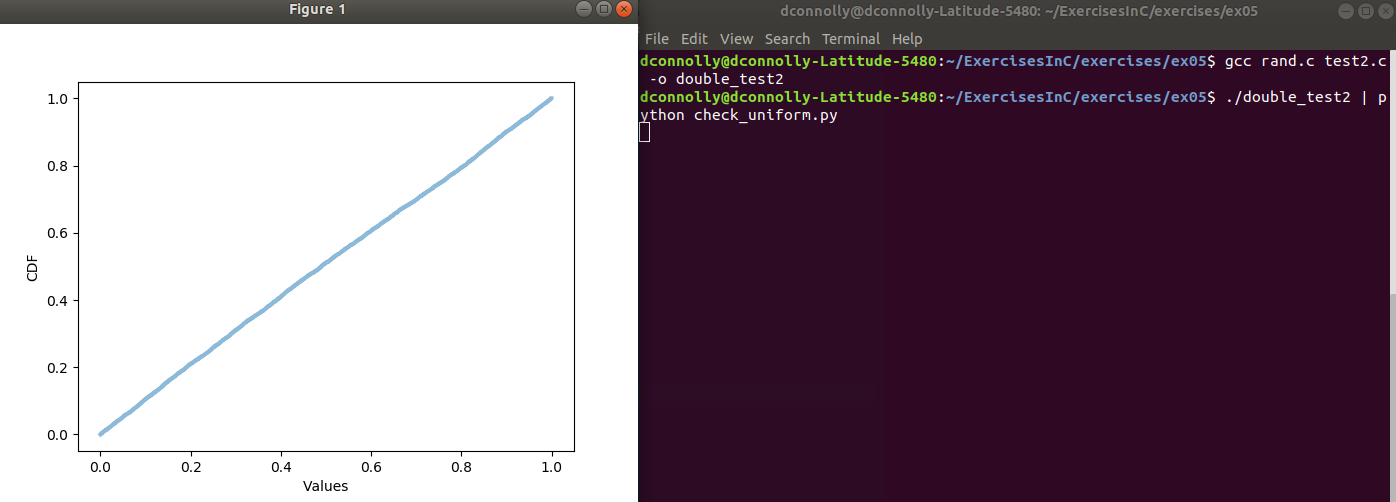 Figure 1
1.0
0.8
0.6
0.4
0.2
0.0
CDF
0.0 0.2 0.4 0.6 0.8 1.0
Values
dconnolly@dconnolly-Latitude-5480: ~/ExercisesInC/exercises/ex05
File Edit View Search Terminal Help
dconnolly@dconnolly-Latitude-5480:~/ExercisesInC/exercises/ex05$ gcc rand.c test2.c
-o double_test2
dconnolly@dconnolly-Latitude-5480:~/ExercisesInC/exercises/ex05$ ./double_test2 | p
ython check_uniform.py